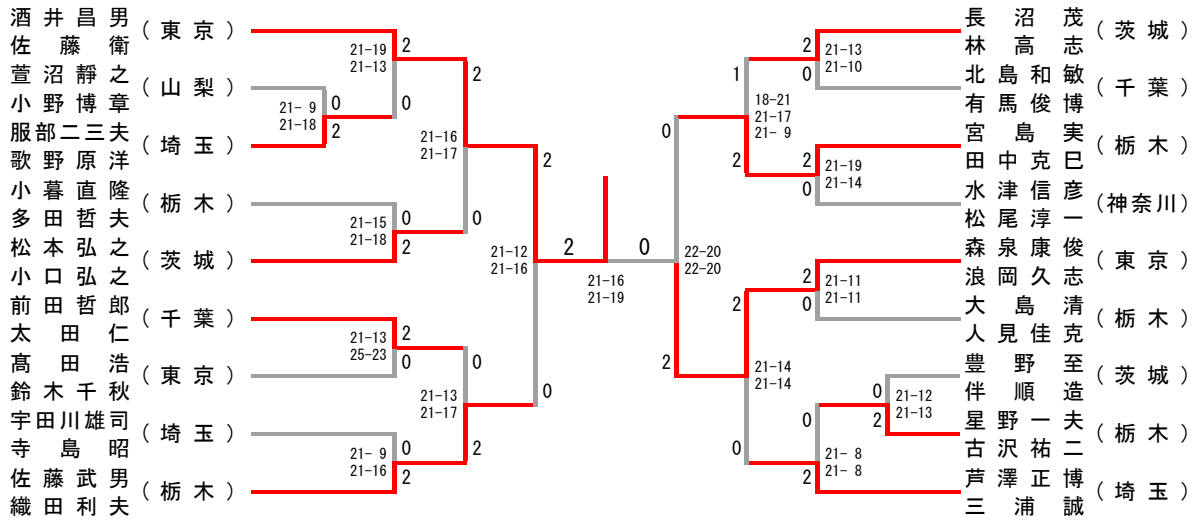 酒井昌男
佐藤衛
(東京)
萱沼靜之
小野博章
(山梨)
服部二三夫
歌野原洋
(埼玉)
小暮直隆
多田哲夫
(栃木)
松本弘之
小口弘之
(茨城)
前田哲郎
太田仁
(千葉)
髙田浩
鈴木千秋
(東京)
宇田川雄司
寺島昭
(埼玉)
佐藤武男
織田利夫
(栃木)
21-19
21-13
2
0
21- 9
21-18
0
2
21-15
21-18
0
2
21-16
21-17
2
0
21-13
25-23
2
0
21- 9
21-16
0
2
21-13
21-17
0
2
21-12
21-16
2
0
2
0
21-16
21-19
22-20
22-20
0
2
18-21
21-17
21- 9
1
2
21-13
21-10
2
0
21-19
21-14
2
0
21-14
21-14
2
0
21-11
21-11
2
0
21-12
21-13
0
2
21- 8
21- 8
0
2
長沼茂
林高志
(茨城)
北島和敏
有馬俊博
(千葉)
宮島実
田中克巳
(栃木)
水津信彦
松尾淳一
(神奈川)
森泉康俊
浪岡久志
(東京)
大島清
人見佳克
(栃木)
豊野至
伴順造
(茨城)
星野一夫
古沢祐二
(栃木)
芦澤正博
三浦誠
(埼玉)